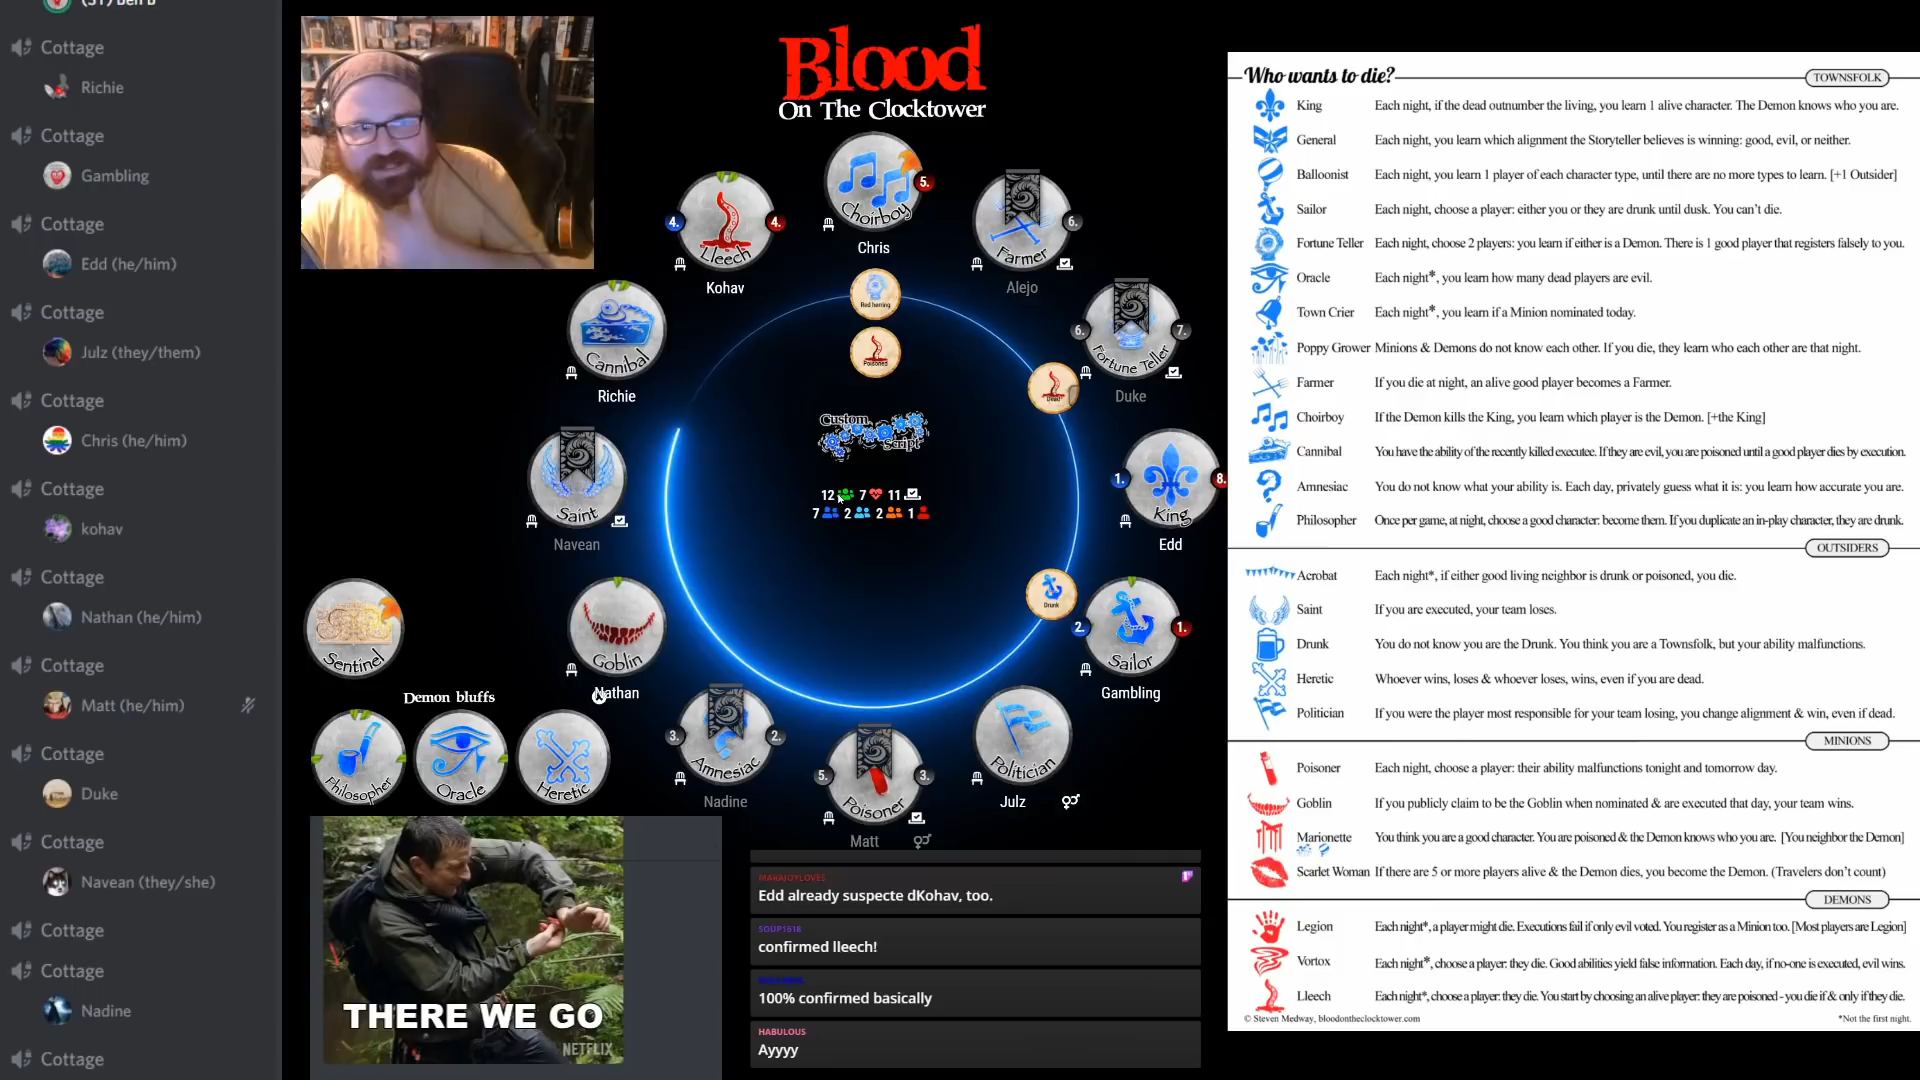 Cottage
Richie
Cottage
Gambling
Cottage
Edd (he/him)
Cottage
Julz (they/them)
Cottage
Chris (he/him)
Cottage
kohav
Cottage
Nathan (he/him)
Cottage
Matt (he/him)
Cottage
Duke
Cottage
Navean (they/she)
Cottage
Cottage
Nadine
Cottage
Blood
On The Clocktower
Choirboy
5.
Chris
Lleech
4.
4.
Kohav
Farmer
6.
Alejo
Cannibal
Richie
Fortune Teller
6.
7.
Duke
Red herring
Poisoned
Dead
Custom
Script
12 7 11
7 2 2 1
Saint
Navean
King
1.
8.
Edd
Drunk
Sailor
2.
1.
Gambling
Sentinel
Goblin
Nathan
Demon bluffs
Philosopher
Oracle
Heretic
Amnesiac
3.
2.
Nadine
Poisoner
5.
3.
Matt
Politician
Julz
THERE WE GO
NETFLIX
MAKAJOYLOVES
Edd already suspecte dKohav, too.
SOUP1618
confirmed lleech!
100% confirmed basically
HABULOUS
Ayyyy
Who wants to die?
TOWNSFOLK
King Each night, if the dead outnumber the living, you learn 1 alive character. The Demon knows who you are.
General Each night, you learn which alignment the Storyteller believes is winning: good, evil, or neither.
Balloonist Each night, you learn 1 player of each character type, until there are no more types to learn. [+1 Outsider]
Sailor Each night, choose a player: either you or they are drunk until dusk. You can't die.
Fortune Teller Each night, choose 2 players: you learn if either is a Demon. There is 1 good player that registers falsely to you.
Oracle Each night*, you learn how many dead players are evil.
Town Crier Each night*, you learn if a Minion nominated today.
Poppy Grower Minions & Demons do not know each other. If you die, they learn who each other are that night.
Farmer If you die at night, an alive good player becomes a Farmer.
Choirboy If the Demon kills the King, you learn which player is the Demon. [+the King]
Cannibal You have the ability of the recently killed executee. If they are evil, you are poisoned until a good player dies by execution.
Amnesiac You do not know what your ability is. Each day, privately guess what it is: you learn how accurate you are.
Philosopher Once per game, at night, choose a good character: become them. If you duplicate an in-play character, they are drunk.
OUTSIDERS
Acrobat Each night*, if either good living neighbor is drunk or poisoned, you die.
Saint If you are executed, your team loses.
Drunk You do not know you are the Drunk. You think you are a Townsfolk, but your ability malfunctions.
Heretic Whoever wins, loses & whoever loses, wins, even if you are dead.
Politician If you were the player most responsible for your team losing, you change alignment & win, even if dead.
MINIONS
Poisoner Each night, choose a player: their ability malfunctions tonight and tomorrow day.
Goblin If you publicly claim to be the Goblin when nominated & are executed that day, your team wins.
Marionette You think you are a good character. You are poisoned & the Demon knows who you are. [You neighbor the Demon]
Scarlet Woman If there are 5 or more players alive & the Demon dies, you become the Demon. (Travelers don't count)
DEMONS
Legion Each night*, a player might die. Executions fail if only evil voted. You register as a Minion too. [Most players are Legion]
Vortox Each night*, choose a player: they die. Good abilities yield false information. Each day, if no-one is executed, evil wins.
Lleech Each night*, choose a player: they die. You start by choosing an alive player: they are poisoned - you die if & only if they die.
© Steven Medway, bloodontheclocktower.com
*Not the first night.